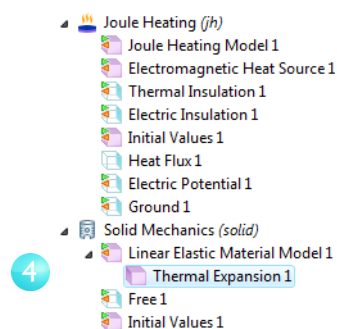 Joule Heating (jh)
Joule Heating Model 1
Electromagnetic Heat Source 1
Thermal Insulation 1
Electric Insulation 1
Initial Values 1
Heat Flux 1
Electric Potential 1
Ground 1
Solid Mechanics (solid)
Linear Elastic Material Model 1
4 Thermal Expansion 1
Free 1
Initial Values 1